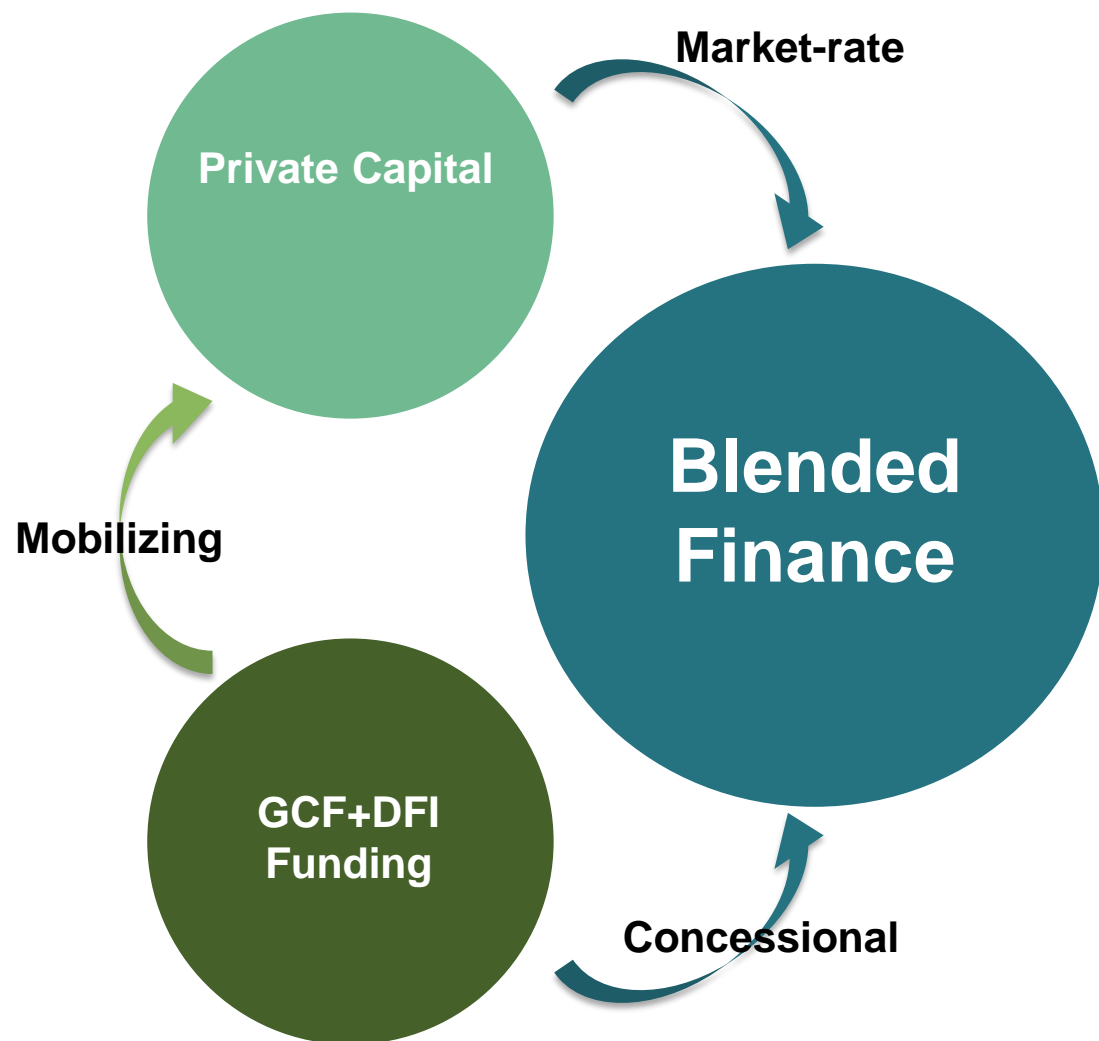 Market-rate
Private Capital
Blended
Finance
Mobilizing
GCF+DFI
Funding
Concessional